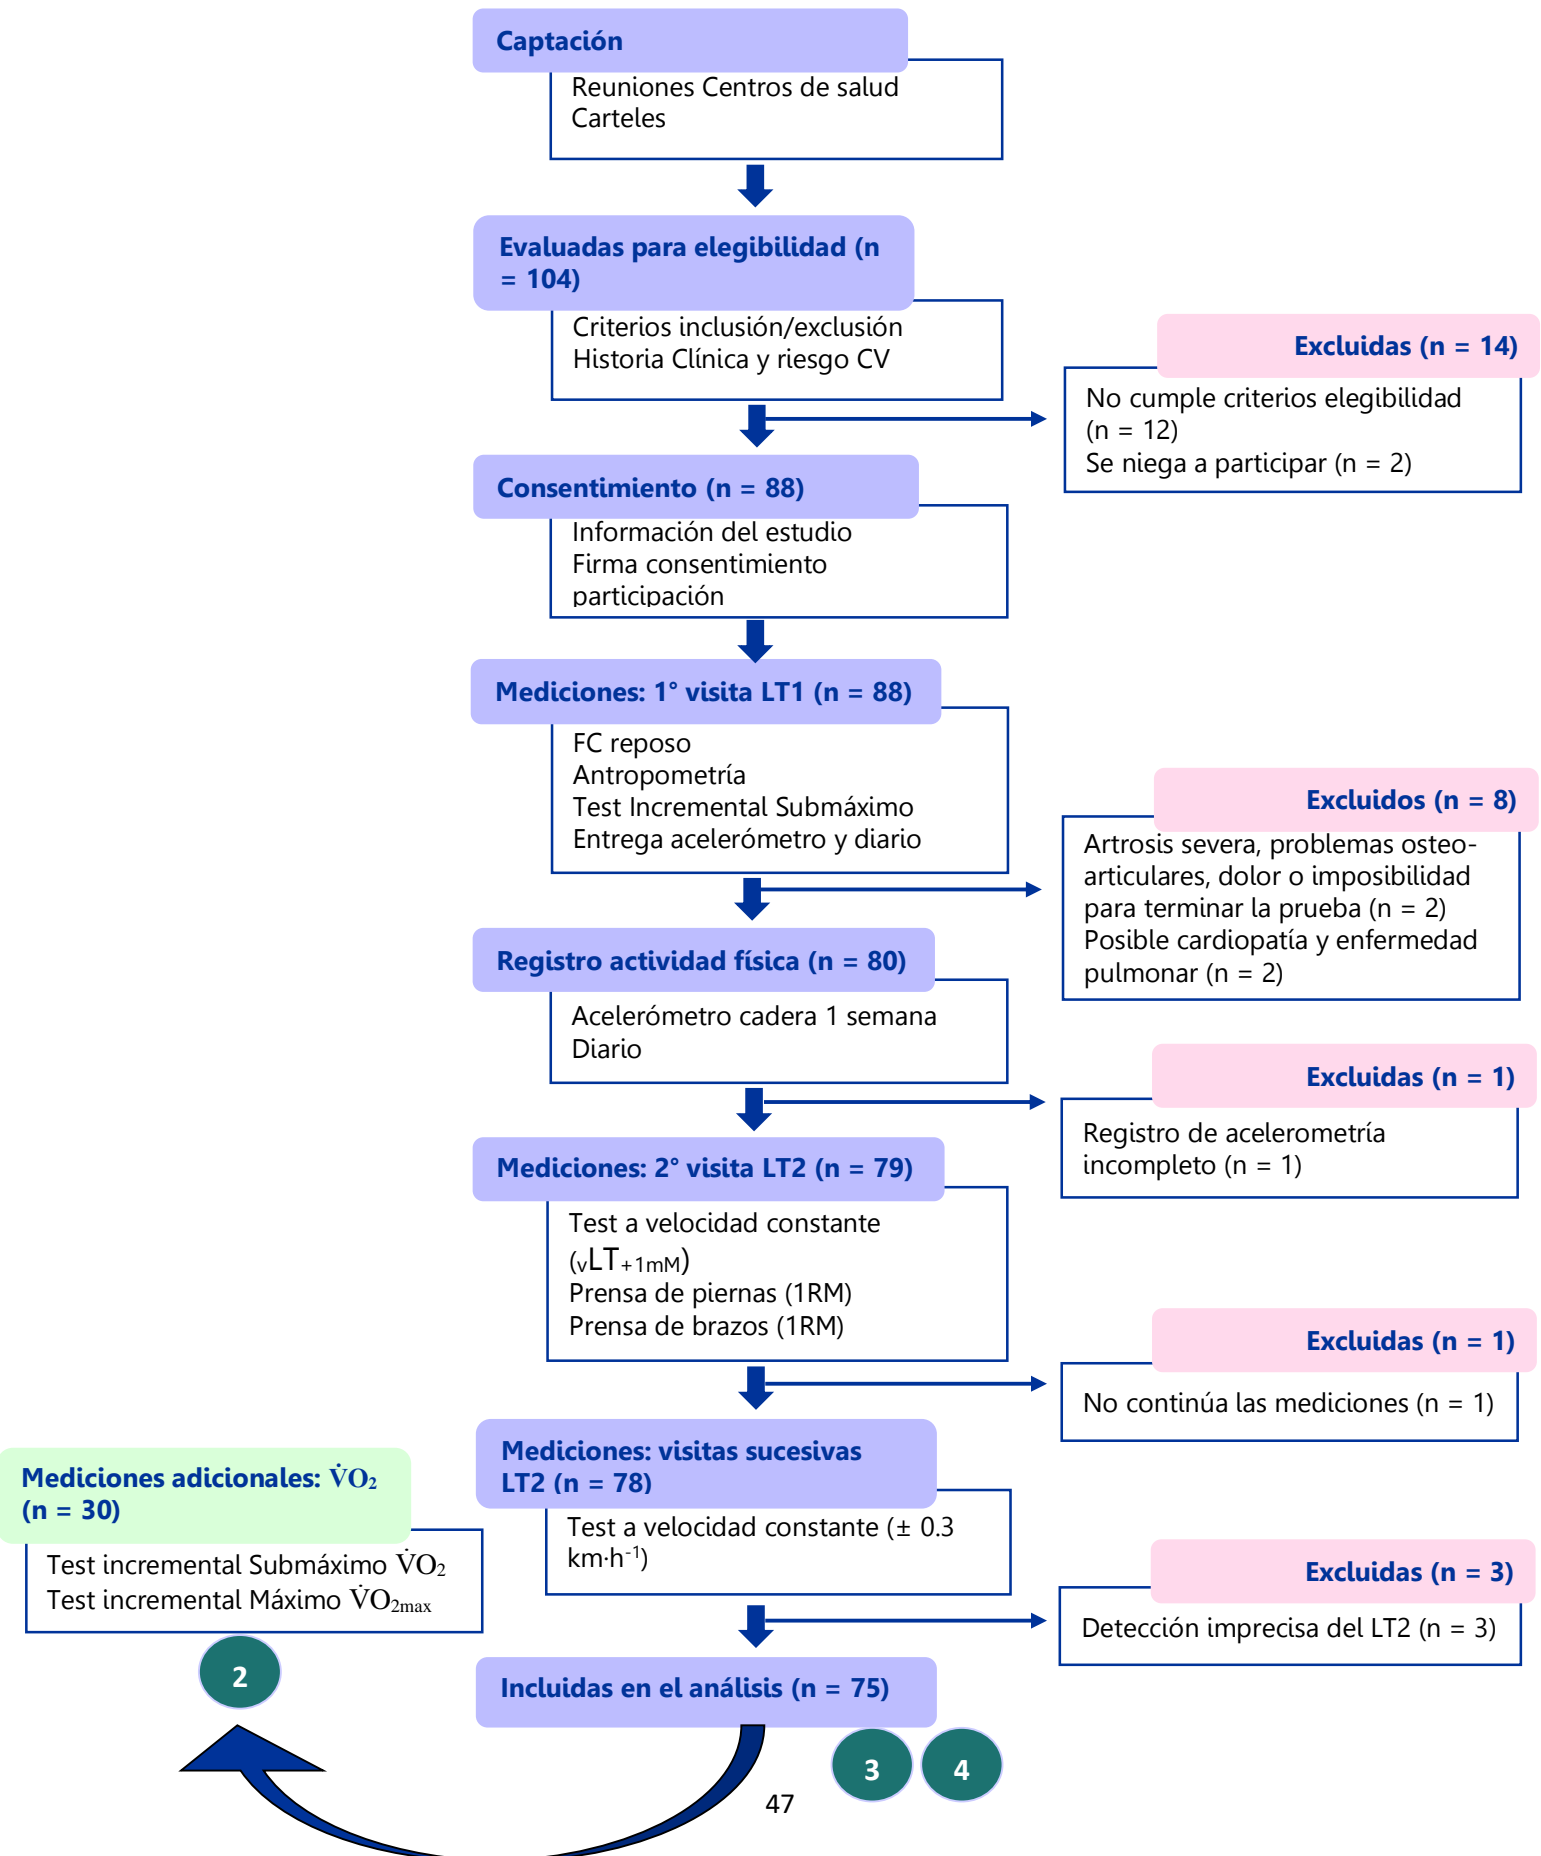 Captación
Reuniones Centros de salud
Carteles
Evaluadas para elegibilidad (n
= 104)
Criterios inclusión/exclusión
Historia Clínica y riesgo CV
Excluidas (n = 14)
No cumple criterios elegibilidad
(n = 12)
Se niega a participar (n = 2)
Consentimiento (n = 88)
Información del estudio
Firma consentimiento
participación
Mediciones: 1° visita LT1 (n = 88)
FC reposo
Antropometría
Test Incremental Submáximo
Entrega acelerómetro y diario
Excluidos (n = 8)
Artrosis severa, problemas osteo-
articulares, dolor o imposibilidad
para terminar la prueba (n = 2)
Posible cardiopatía y enfermedad
pulmonar (n = 2)
Registro actividad física (n = 80)
Acelerómetro cadera 1 semana
Diario
Excluidas (n = 1)
Registro de acelerometría
incompleto (n = 1)
Mediciones: 2° visita LT2 (n = 79)
Test a velocidad constante
(vLT+1mM)
Prensa de piernas (1RM)
Prensa de brazos (1RM)
Excluidas (n = 1)
No continúa las mediciones (n = 1)
Mediciones: visitas sucesivas
LT2 (n = 78)
Test a velocidad constante (± 0.3
km·h⁻¹)
Mediciones adicionales: V̇O₂
(n = 30)
Test incremental Submáximo V̇O₂
Test incremental Máximo V̇O₂max
Excluidas (n = 3)
Detección imprecisa del LT2 (n = 3)
2
Incluidas en el análisis (n = 75)
3
4
47